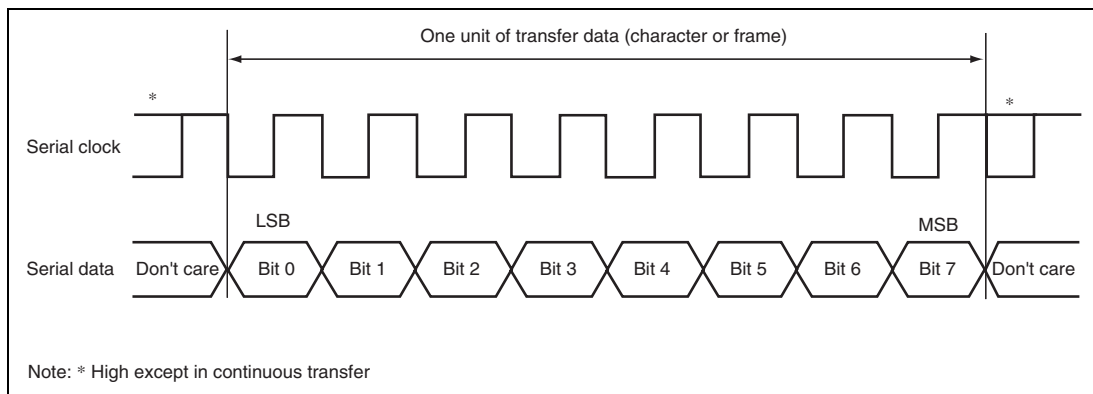 One unit of transfer data (character or frame)
* *
Serial clock
LSB MSB
Serial data Don't care Bit 0 Bit 1 Bit 2 Bit 3 Bit 4 Bit 5 Bit 6 Bit 7 Don't care
Note: * High except in continuous transfer